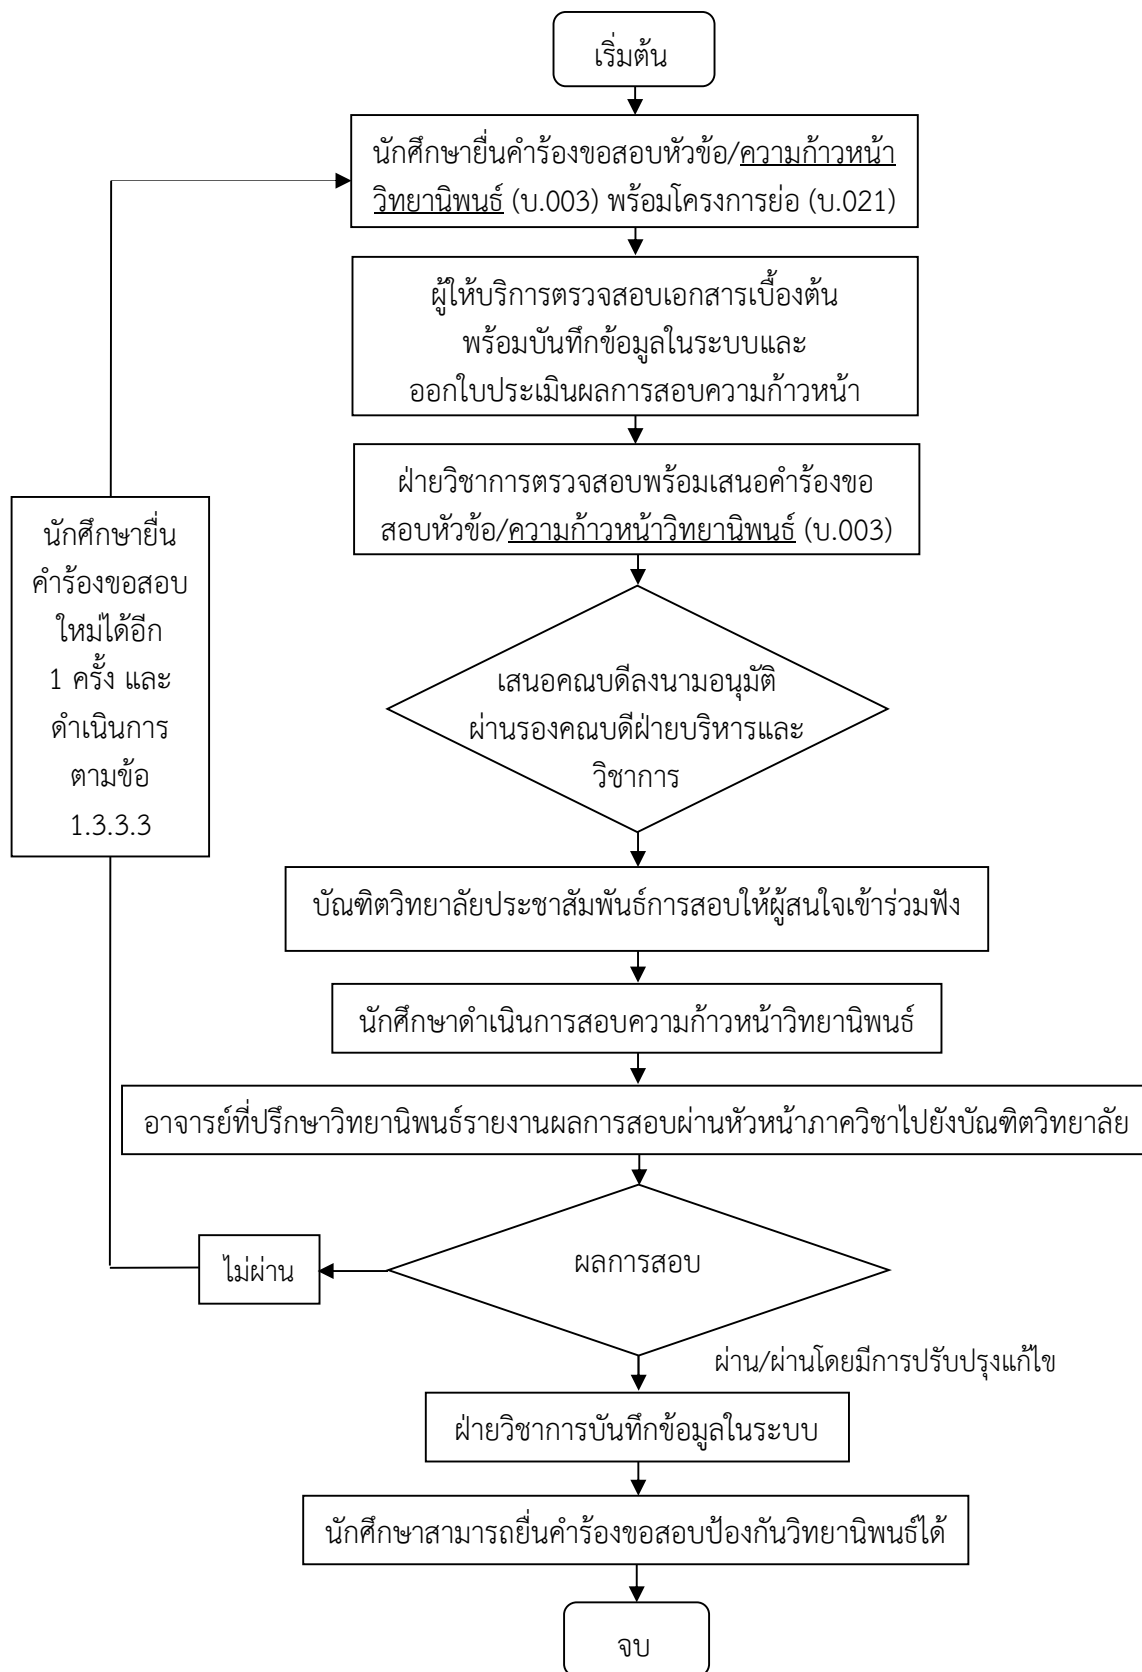 เริ่มต้น
นักศึกษายื่นคำร้องขอสอบหัวข้อ/ความก้าวหน้า
วิทยานิพนธ์ (บ.003) พร้อมโครงการย่อ (บ.021)
ผู้ให้บริการตรวจสอบเอกสารเบื้องต้น
พร้อมบันทึกข้อมูลในระบบและ
ออกใบประเมินผลการสอบความก้าวหน้า
ฝ่ายวิชาการตรวจสอบพร้อมเสนอคำร้องขอ
สอบหัวข้อ/ความก้าวหน้าวิทยานิพนธ์ (บ.003)
นักศึกษายื่น
คำร้องขอสอบ
ใหม่ได้อีก
1 ครั้ง และ
ดำเนินการ
ตามข้อ
1.3.3.3
เสนอคณบดีลงนามอนุมัติ
ผ่านรองคณบดีฝ่ายบริหารและ
วิชาการ
บัณฑิตวิทยาลัยประชาสัมพันธ์การสอบให้ผู้สนใจเข้าร่วมฟัง
นักศึกษาดำเนินการสอบความก้าวหน้าวิทยานิพนธ์
อาจารย์ที่ปรึกษาวิทยานิพนธ์รายงานผลการสอบผ่านหัวหน้าภาควิชาไปยังบัณฑิตวิทยาลัย
ผลการสอบ
ไม่ผ่าน
ผ่าน/ผ่านโดยมีการปรับปรุงแก้ไข
ฝ่ายวิชาการบันทึกข้อมูลในระบบ
นักศึกษาสามารถยื่นคำร้องขอสอบป้องกันวิทยานิพนธ์ได้
จบ